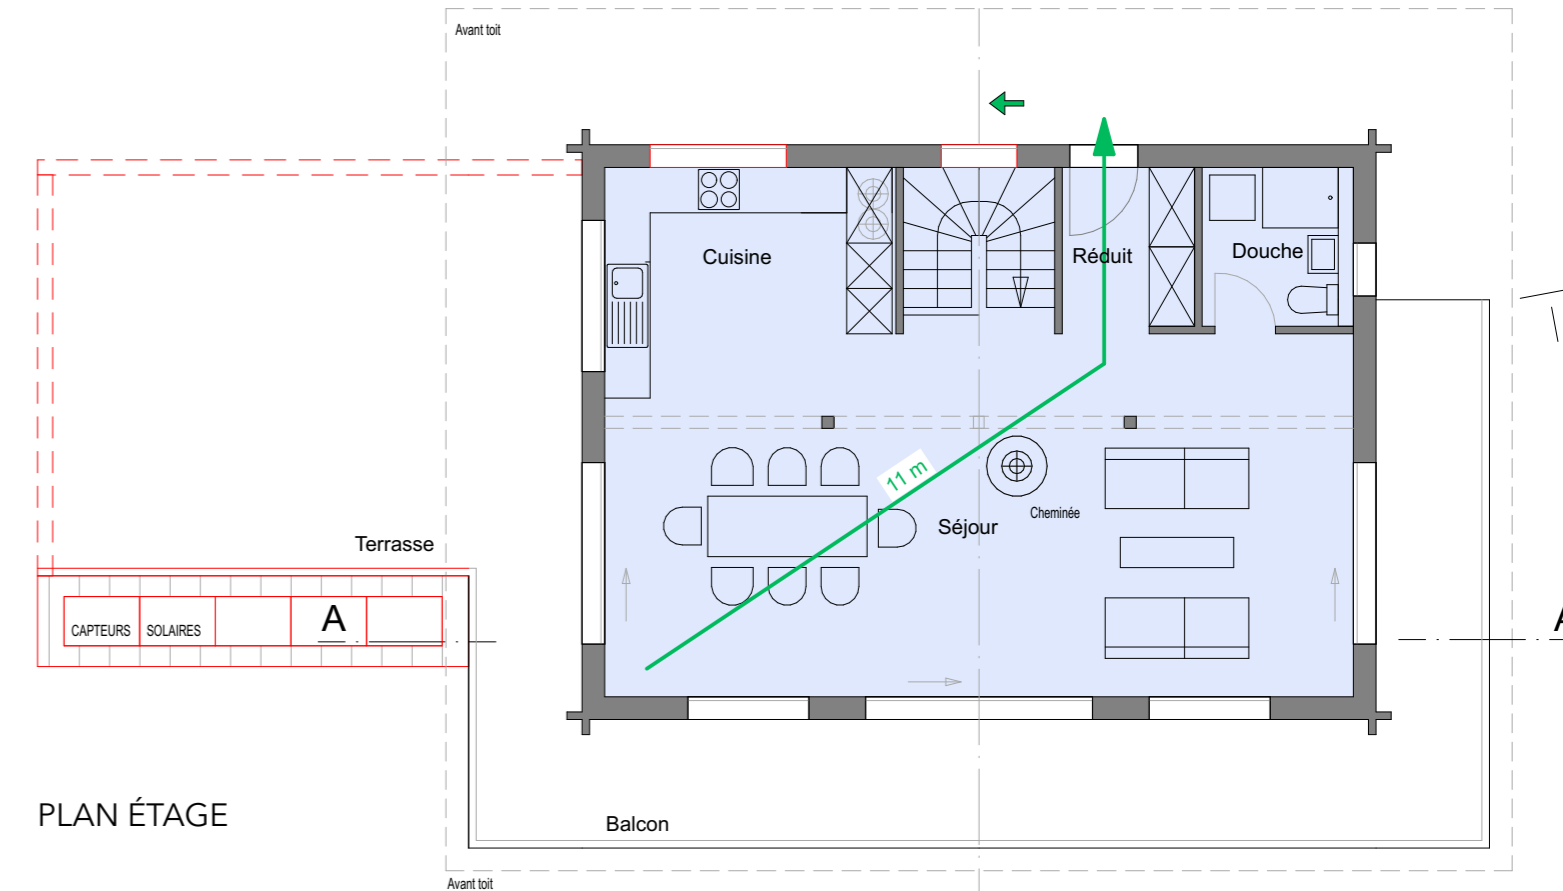 Avant toit
Cuisine
Réduit
Douche
11 m
Cheminée
Séjour
Terrasse
CAPTEURS SOLAIRES
A
A
PLAN ÉTAGE
Balcon
Avant toit